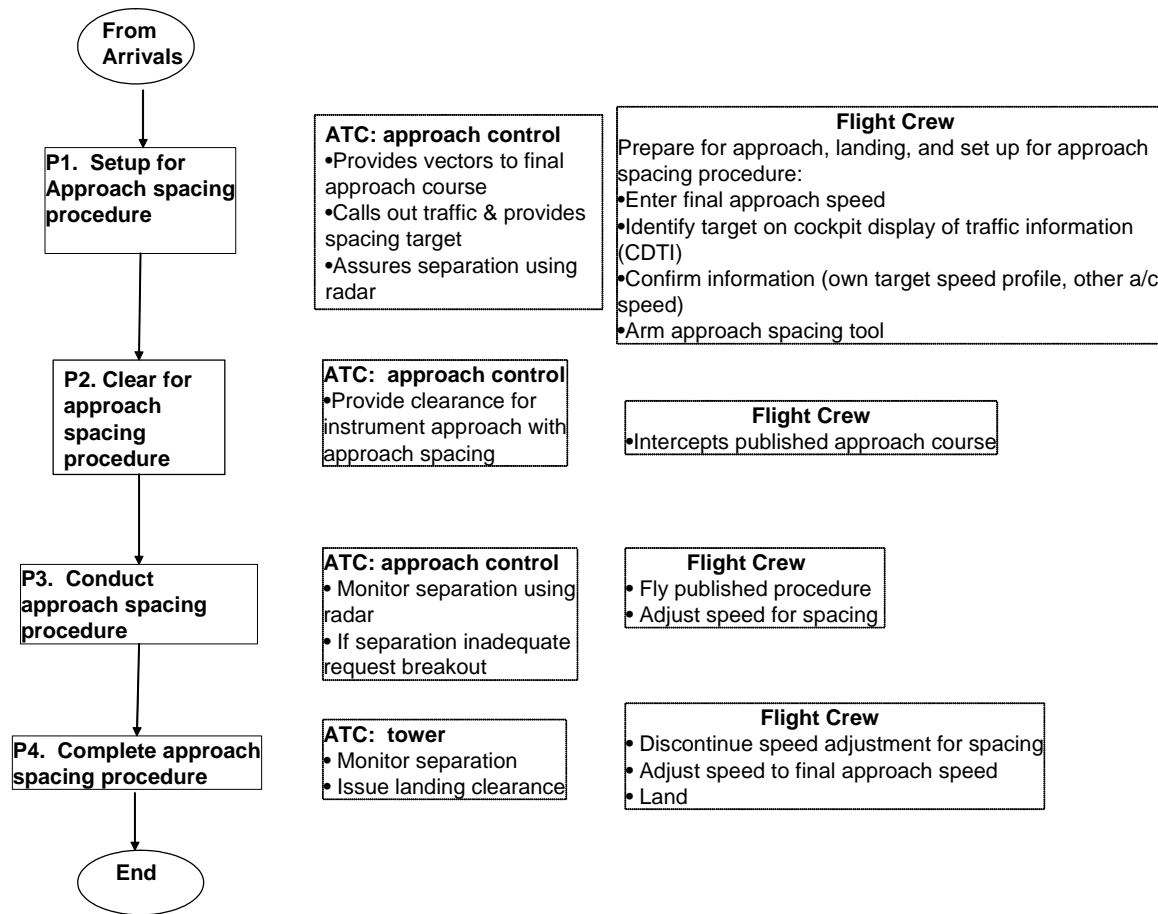 From
Arrivals
P1.  Setup for
Approach spacing
procedure
ATC: approach control
•Provides vectors to final
approach course
•Calls out traffic & provides
spacing target
•Assures separation using
radar
Flight Crew
Prepare for approach, landing, and set up for approach
spacing procedure:
•Enter final approach speed
•Identify target on cockpit display of traffic information
(CDTI)
•Confirm information (own target speed profile, other a/c
speed)
•Arm approach spacing tool
P2. Clear for
approach
spacing
procedure
ATC:  approach control
•Provide clearance for
instrument approach with
approach spacing
Flight Crew
•Intercepts published approach course
P3.  Conduct
approach spacing
procedure
ATC: approach control
• Monitor separation using
radar
• If separation inadequate
request breakout
Flight Crew
• Fly published procedure
• Adjust speed for spacing
P4.  Complete approach
spacing procedure
ATC:  tower
• Monitor separation
• Issue landing clearance
Flight Crew
• Discontinue speed adjustment for spacing
• Adjust speed to final approach speed
• Land
End